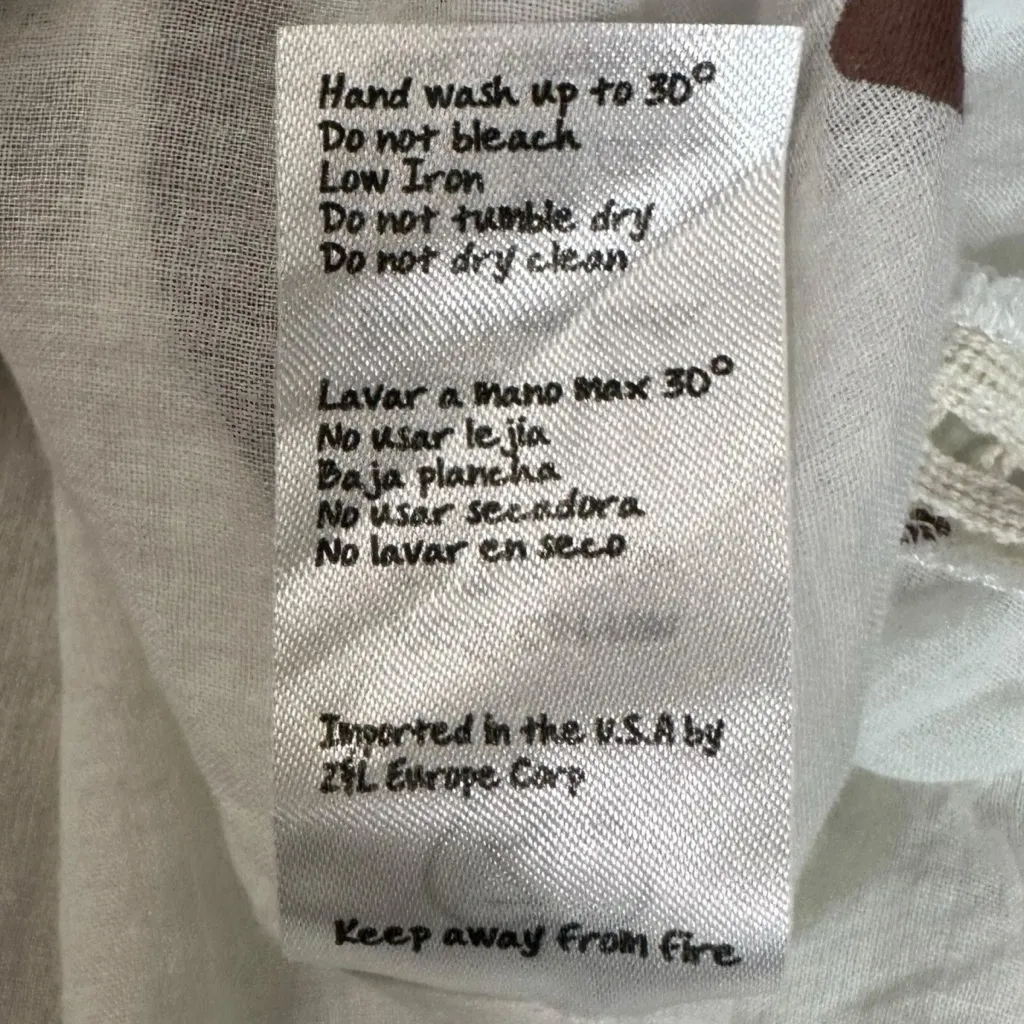 Hand wash up to 30°
Do not bleach
Low Iron
Do not tumble dry
Do not dry clean
Lavar a mano max 30°
No usar lejía
Baja plancha
No usar secadora
No lavar en seco
Imported in the U.S.A by
Europe Corp
Keep away from fire